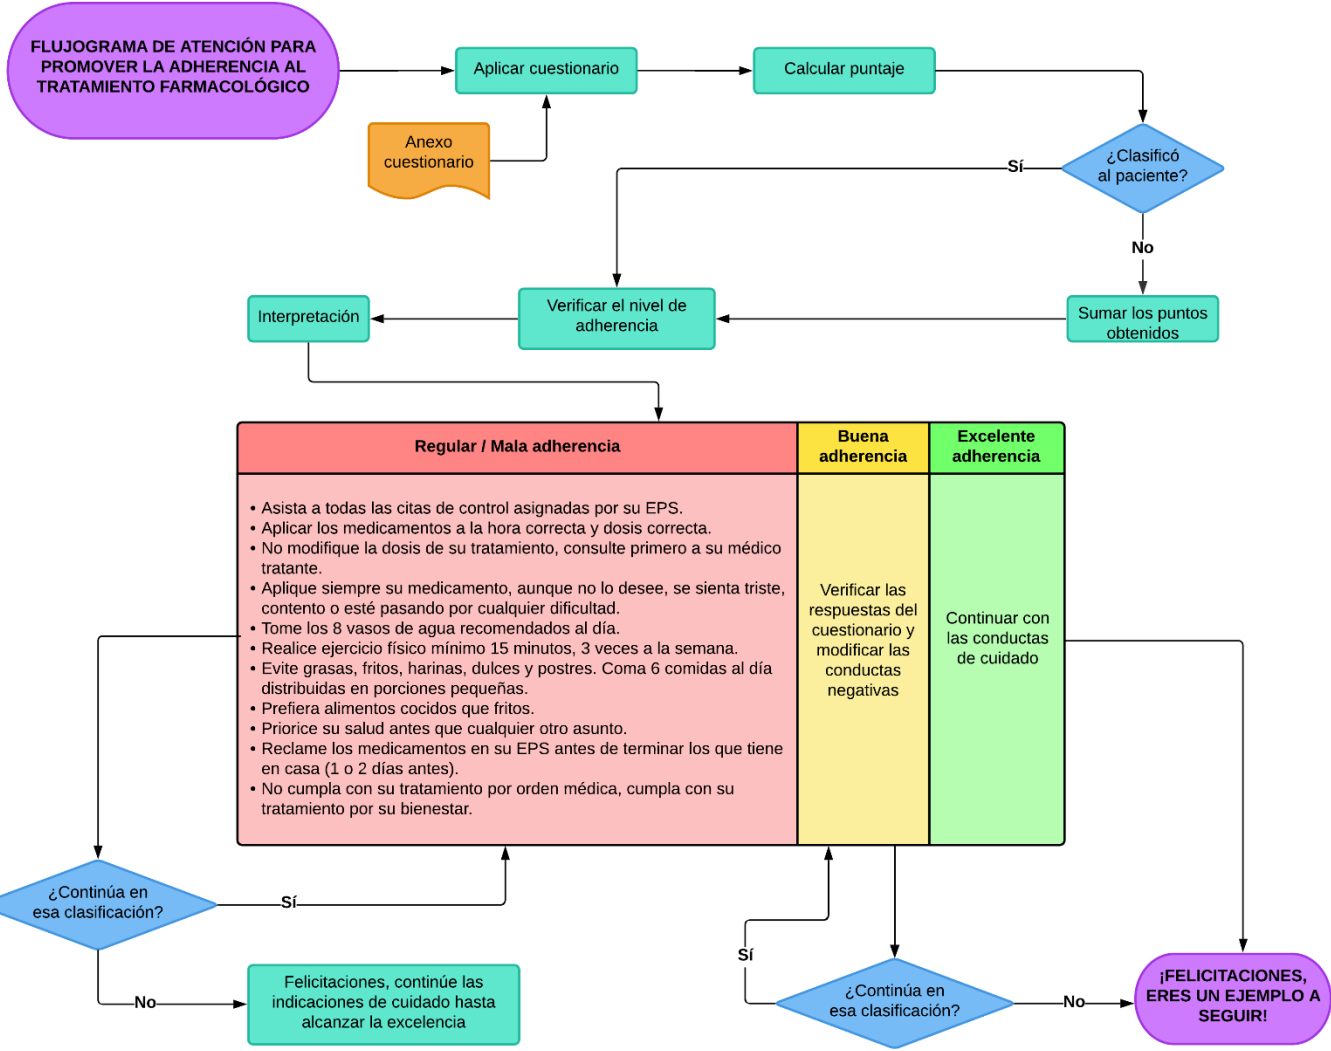 FLUJOGRAMA DE ATENCIÓN PARA
PROMOVER LA ADHERENCIA AL
TRATAMIENTO FARMACOLÓGICO
Aplicar cuestionario
Calcular puntaje
Anexo
cuestionario
¿Clasificó
al paciente?
Sí
No
Interpretación
Verificar el nivel de
adherencia
Sumar los puntos
obtenidos
Regular / Mala adherencia
Buena
adherencia
Excelente
adherencia
• Asista a todas las citas de control asignadas por su EPS.
• Aplicar los medicamentos a la hora correcta y dosis correcta.
• No modifique la dosis de su tratamiento, consulte primero a su médico
tratante.
• Aplique siempre su medicamento, aunque no lo desee, se sienta triste,
contento o esté pasando por cualquier dificultad.
• Tome los 8 vasos de agua recomendados al día.
• Realice ejercicio físico mínimo 15 minutos, 3 veces a la semana.
• Evite grasas, fritos, harinas, dulces y postres. Coma 6 comidas al día
distribuidas en porciones pequeñas.
• Prefiera alimentos cocidos que fritos.
• Priorice su salud antes que cualquier otro asunto.
• Reclame los medicamentos en su EPS antes de terminar los que tiene
en casa (1 o 2 días antes).
• No cumpla con su tratamiento por orden médica, cumpla con su
tratamiento por su bienestar.
Verificar las
respuestas del
cuestionario y
modificar las
conductas
negativas
Continuar con
las conductas
de cuidado
¿Continúa en
esa clasificación?
Sí
No
Felicitaciones, continúe las
indicaciones de cuidado hasta
alcanzar la excelencia
Sí
¿Continúa en
esa clasificación?
No
¡FELICITACIONES,
ERES UN EJEMPLO A
SEGUIR!